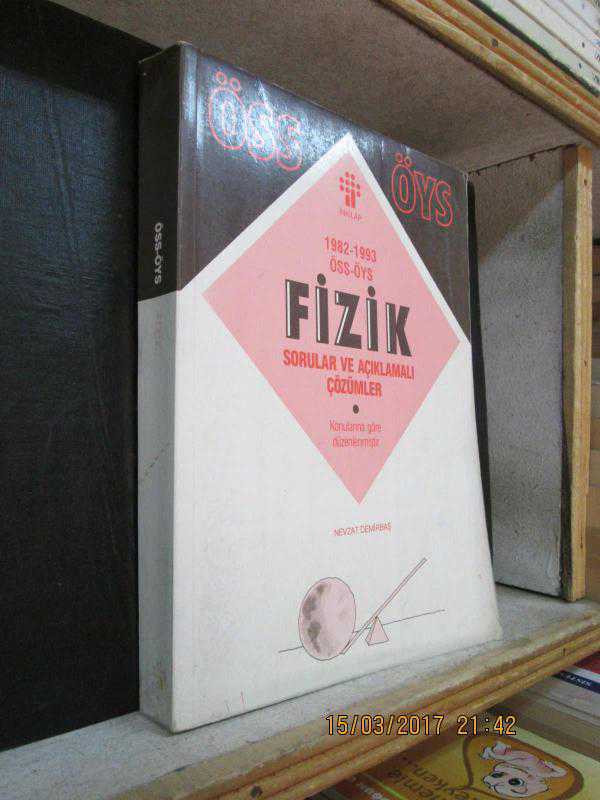 ÖSS
ÖYS
İNKILAP
1982-1993
ÖSS-ÖYS
FİZİK
SORULAR VE AÇIKLAMALI
ÇÖZÜMLER
Konularına göre
düzenlenmiştir
NEVZAT DEMİRBAŞ
ÖSS-ÖYS
15/03/2017 21:42